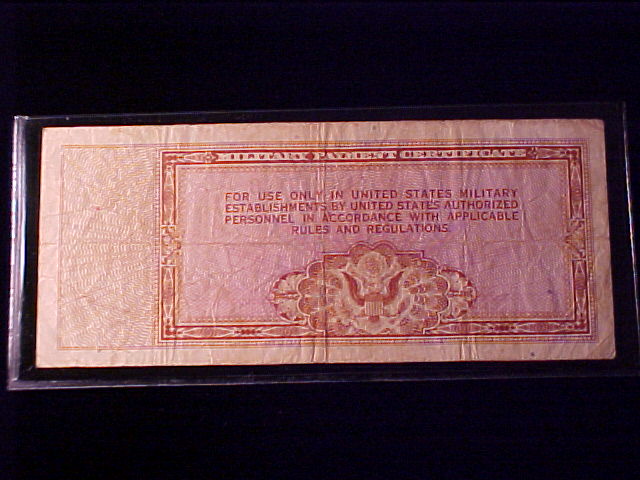 MILITARY PAYMENT CERTIFICATE
FOR USE ONLY IN UNITED STATES MILITARY
ESTABLISHMENTS BY UNITED STATES AUTHORIZED
PERSONNEL IN ACCORDANCE WITH APPLICABLE
RULES AND REGULATIONS.